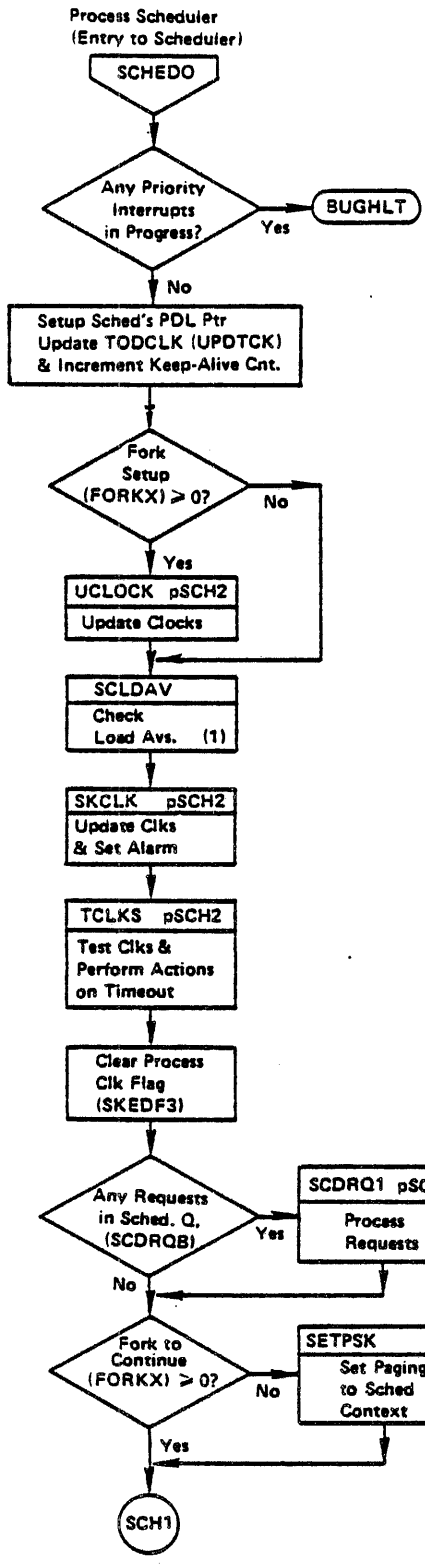 Process Scheduler
(Entry to Scheduler)
SCHEDO
Any Priority
Interrupts
in Progress?
Yes
BUGHLT
No
Setup Sched's PDL Ptr
Update TODCLK (UPDTCK)
& Increment Keep-Alive Cnt.
Fork
Setup
(FORKX) ≥ 0?
No
Yes
UCLOCK pSCH2
Update Clocks
SCLDAV
Check
Load Avs. (1)
SKCLK pSCH2
Update Clks
& Set Alarm
TCLKS pSCH2
Test Clks &
Perform Actions
on Timeout
Clear Process
Clk Flag
(SKEDF3)
Any Requests
in Sched. Q,
(SCDRQB)
Yes
SCDRQ1
Process
Requests
No
Fork to
Continue
(FORKX) ≥ 0?
No
SETPSK
Set Paging
to Sched
Context
Yes
SCH1